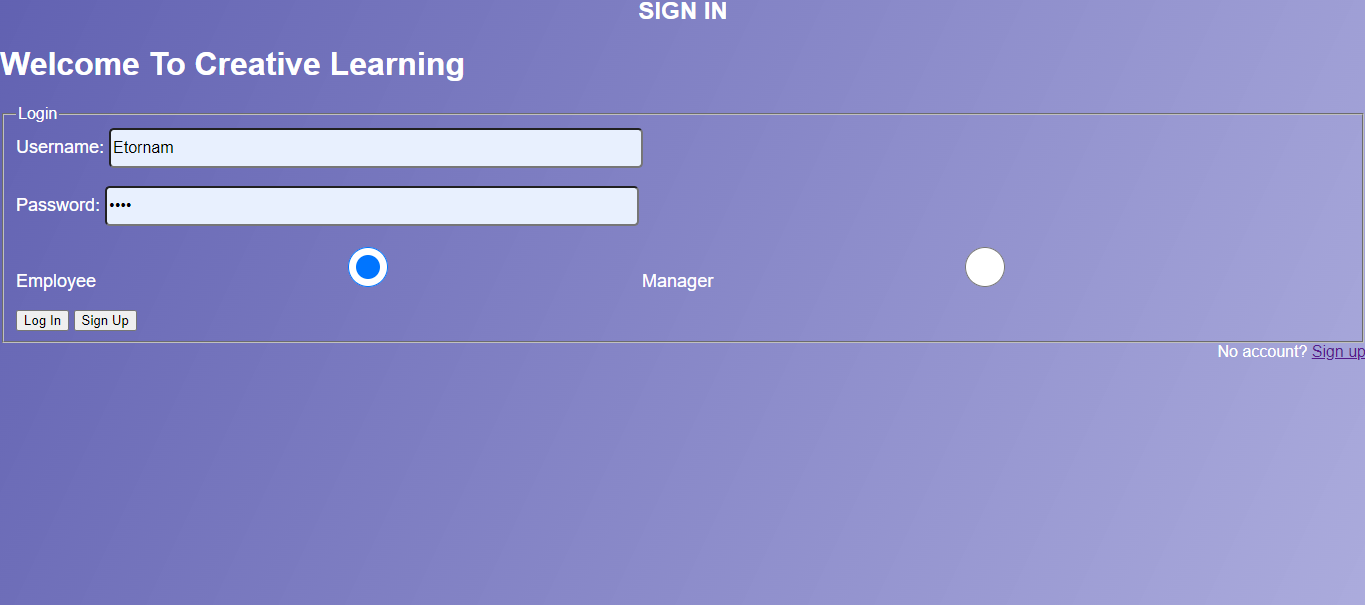 SIGN IN
Welcome To Creative Learning
Login
Username: Etornam
Password: ••••
Employee Manager
Log In Sign Up
No account? Sign up